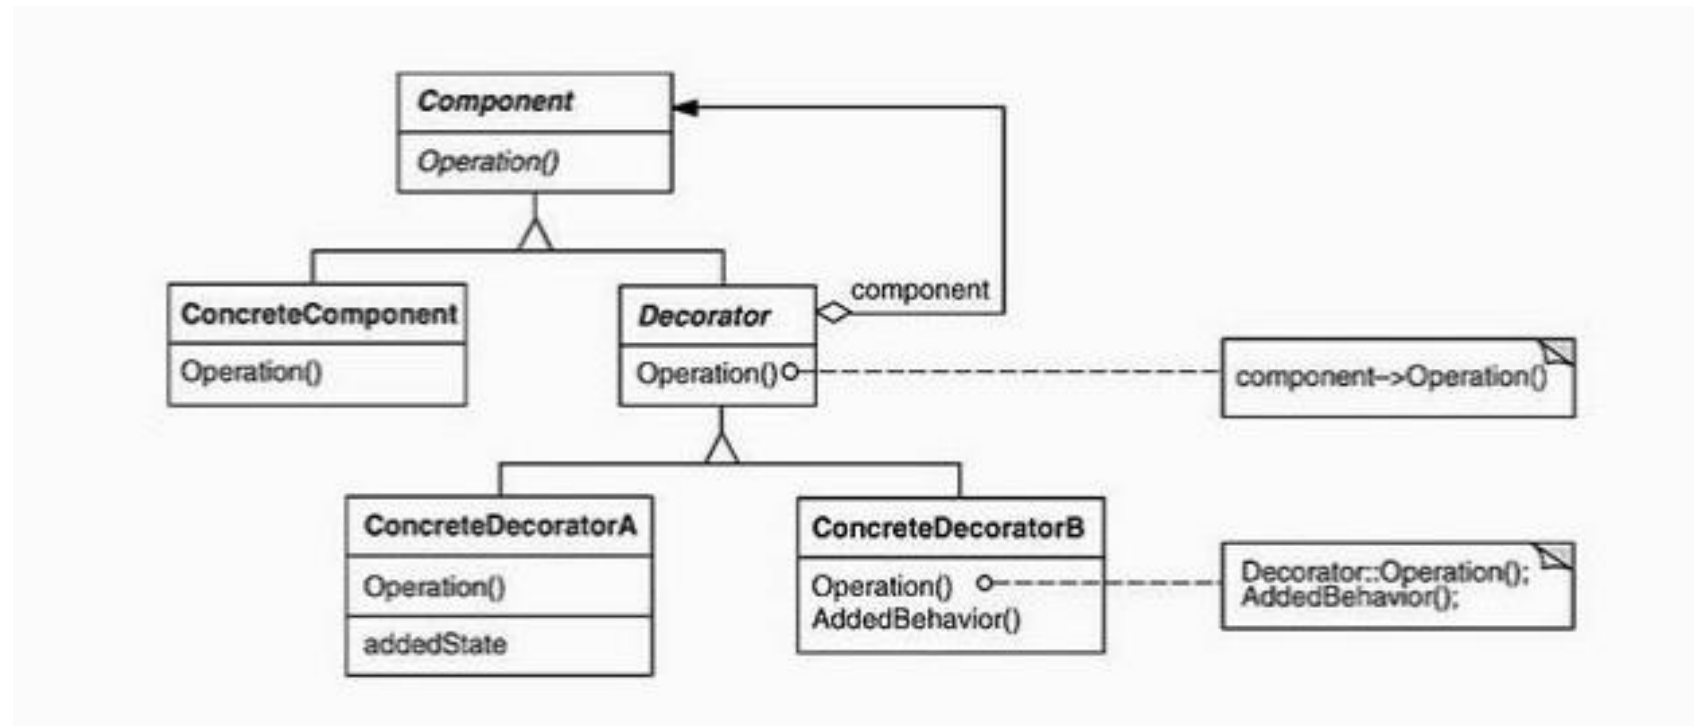 Component
Operation()
component
ConcreteComponent
Operation()
Decorator
Operation()
component–>Operation()
ConcreteDecoratorA
Operation()
addedState
ConcreteDecoratorB
Operation()
AddedBehavior()
Decorator::Operation();
AddedBehavior();